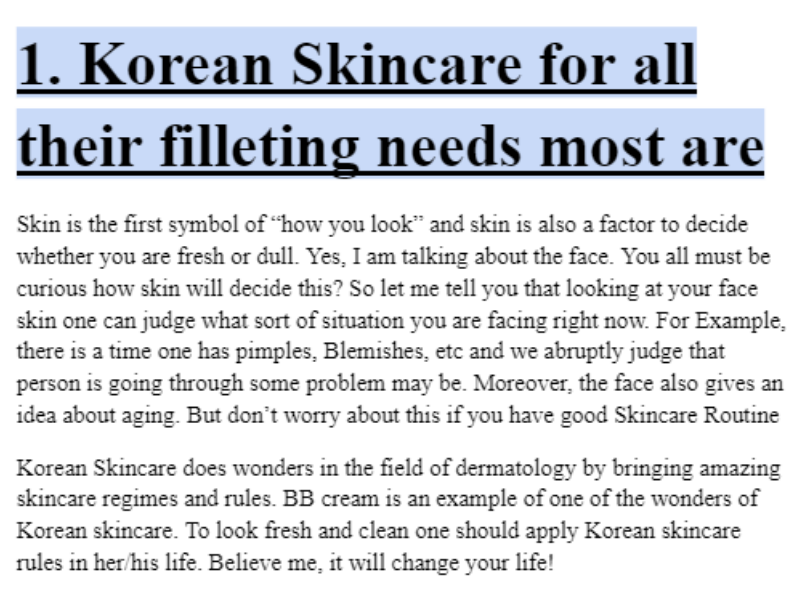 1. Korean Skincare for all
their filleting needs most are
Skin is the first symbol of “how you look” and skin is also a factor to decide
whether you are fresh or dull. Yes, I am talking about the face. You all must be
curious how skin will decide this? So let me tell you that looking at your face
skin one can judge what sort of situation you are facing right now. For Example,
there is a time one has pimples, Blemishes, etc and we abruptly judge that
person is going through some problem may be. Moreover, the face also gives an
idea about aging. But don’t worry about this if you have good Skincare Routine
Korean Skincare does wonders in the field of dermatology by bringing amazing
skincare regimes and rules. BB cream is an example of one of the wonders of
Korean skincare. To look fresh and clean one should apply Korean skincare
rules in her/his life. Believe me, it will change your life!